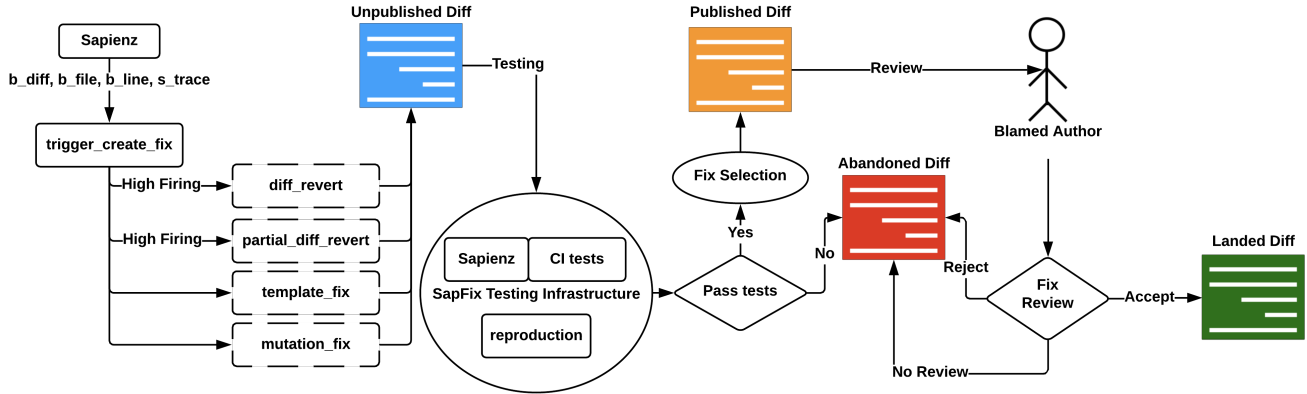 Sapienz
b_diff, b_file, b_line, s_trace
trigger_create_fix
High Firing
diff_revert
High Firing
partial_diff_revert
template_fix
mutation_fix
Unpublished Diff
Testing
Sapienz
CI tests
SapFix Testing Infrastructure
reproduction
Pass tests
Yes
No
Fix Selection
Published Diff
Review
Blamed Author
Abandoned Diff
Fix
Review
Reject
No Review
Accept
Landed Diff